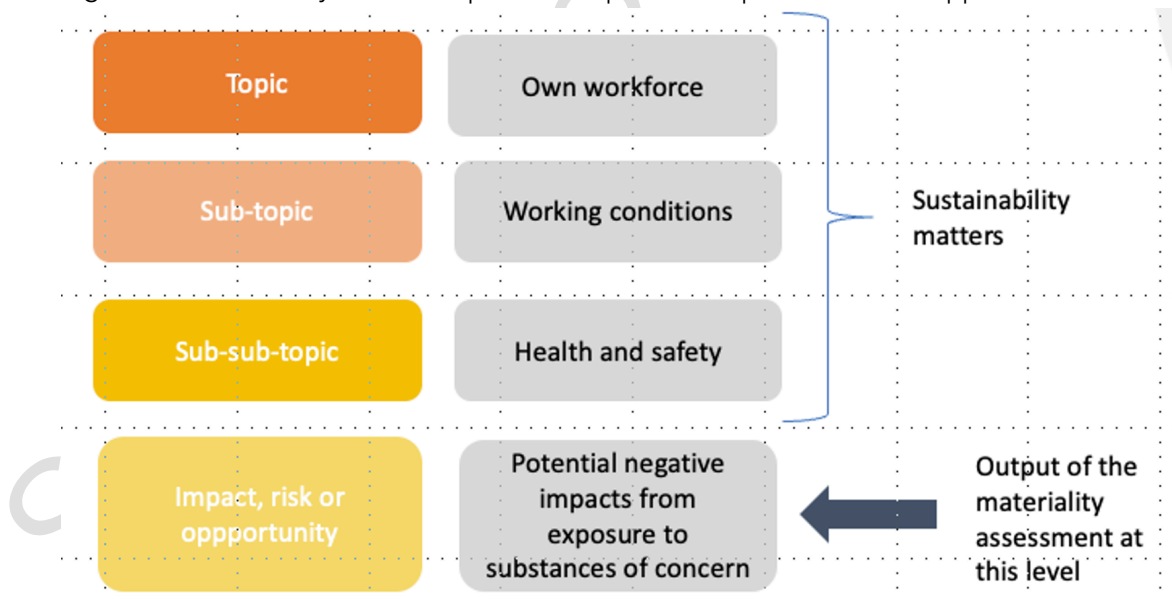 Topic
Own workforce
Sub-topic
Working conditions
Sustainability
matters
Sub-sub-topic
Health and safety
Impact, risk or
oppportunity
Potential negative
impacts from
exposure to
substances of concern
Output of the
materiality
assessment at
this level